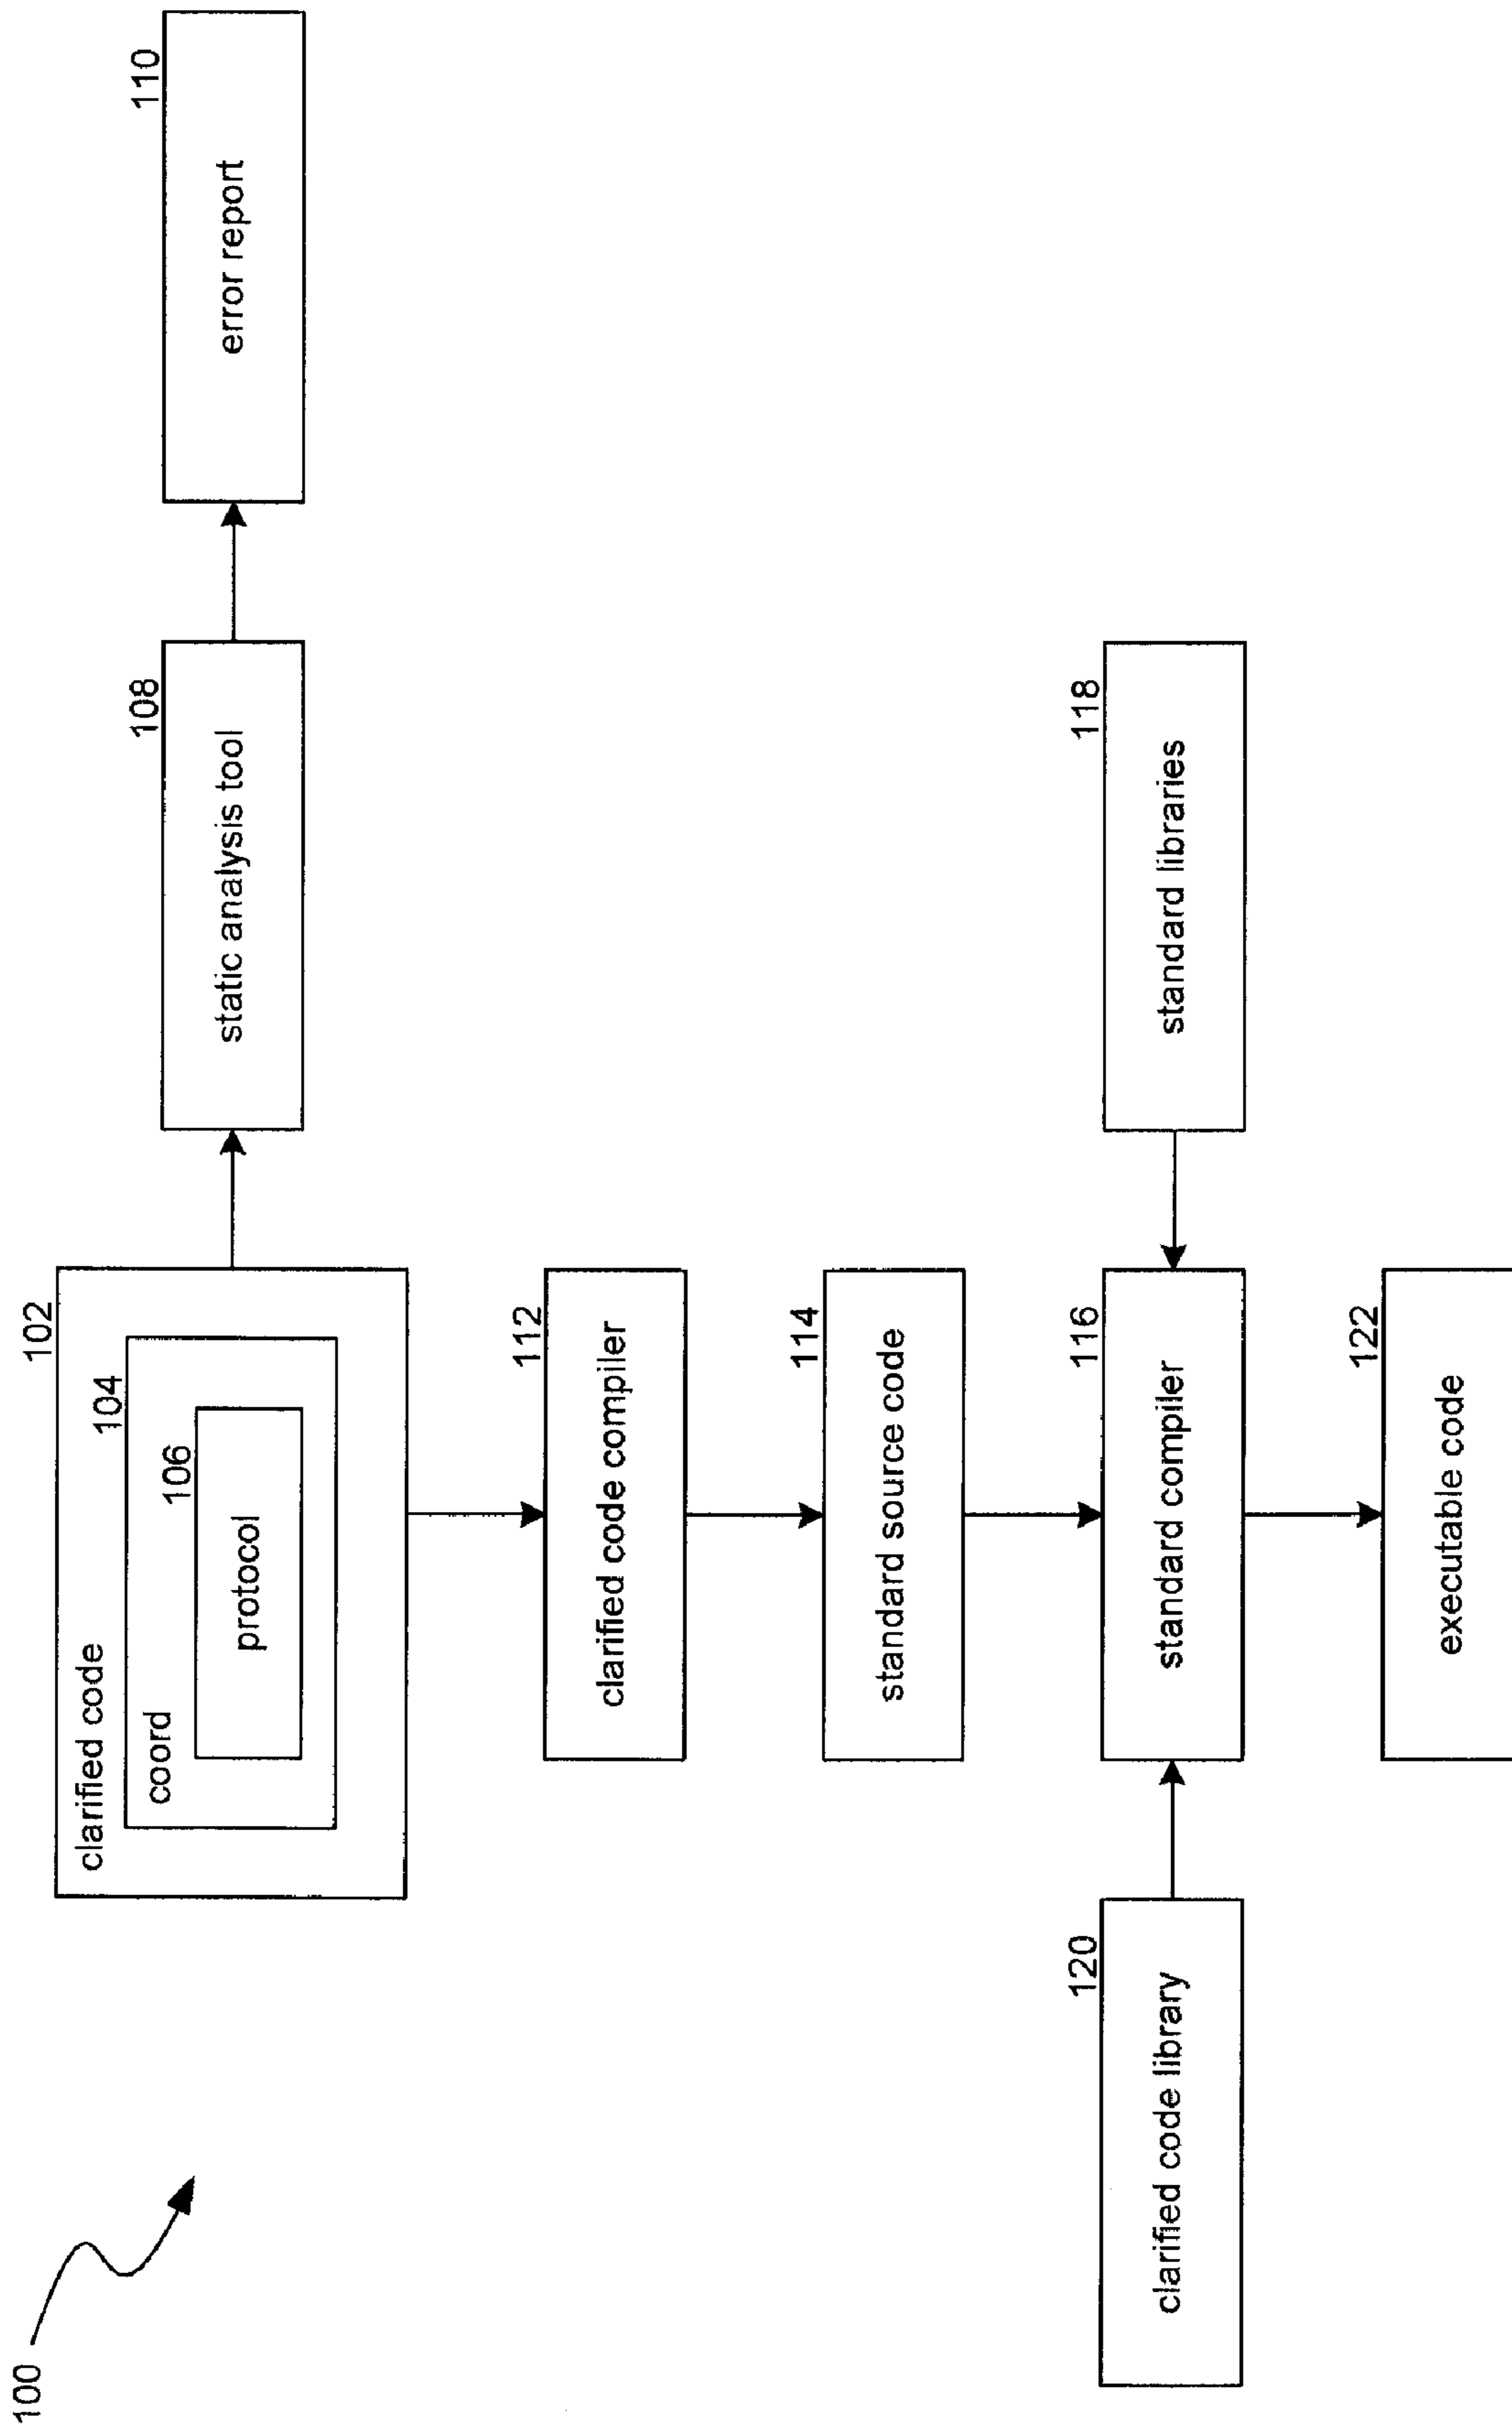 100
102
clarified code
104
coord
106
protocol
108
static analysis tool
110
error report
112
clarified code compiler
114
standard source code
120
clarified code library
116
standard compiler
118
standard libraries
122
executable code